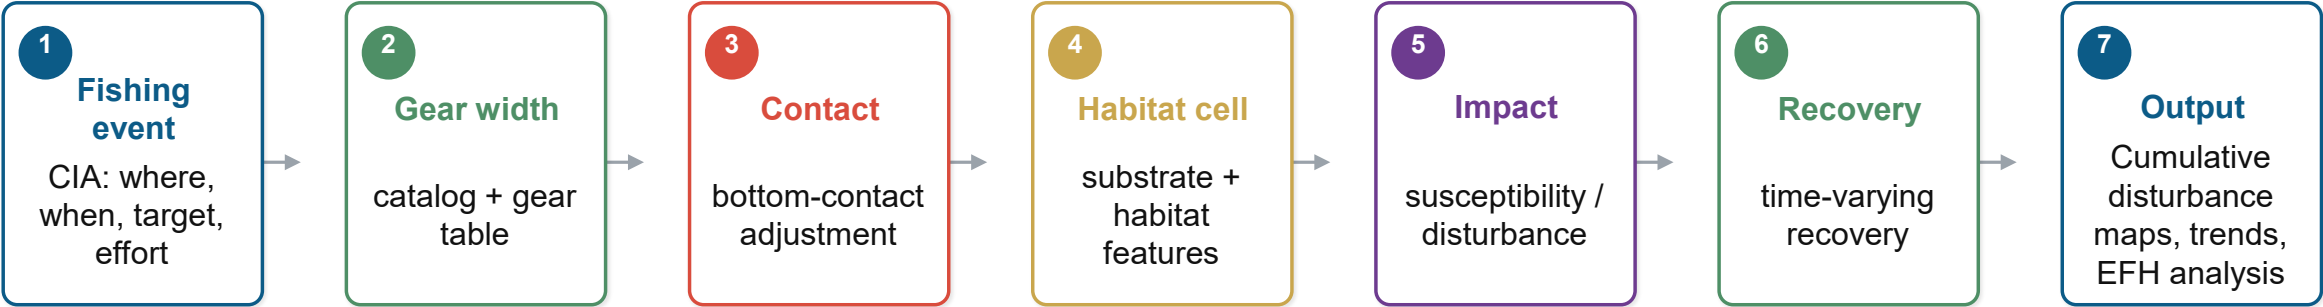 1
Fishing
event
CIA: where,
when, target,
effort
2
Gear width
catalog + gear
table
3
Contact
bottom-contact
adjustment
4
Habitat cell
substrate +
habitat
features
5
Impact
susceptibility /
disturbance
6
Recovery
time-varying
recovery
7
Output
Cumulative
disturbance
maps, trends,
EFH analysis